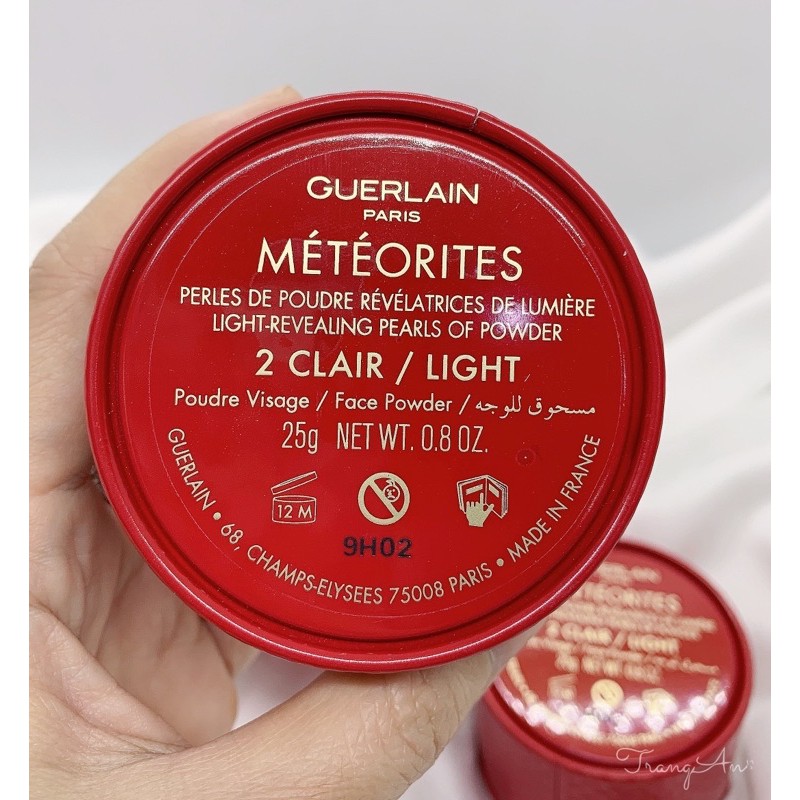 GUERLAIN
PARIS
MÉTÉORITES
PERLES DE POUDRE RÉVÉLATRICES DE LUMIÈRE
LIGHT-REVEALING PEARLS OF POWDER
2 CLAIR / LIGHT
Poudre Visage / Face Powder / مسحوق للوجه
25g NET WT. 0.8 OZ.
12 M
9H02
GUERLAIN • 68, CHAMPS-ELYSEES 75008 PARIS • MADE IN FRANCE
MÉTÉORITES
2 CLAIR / LIGHT
TrangAn